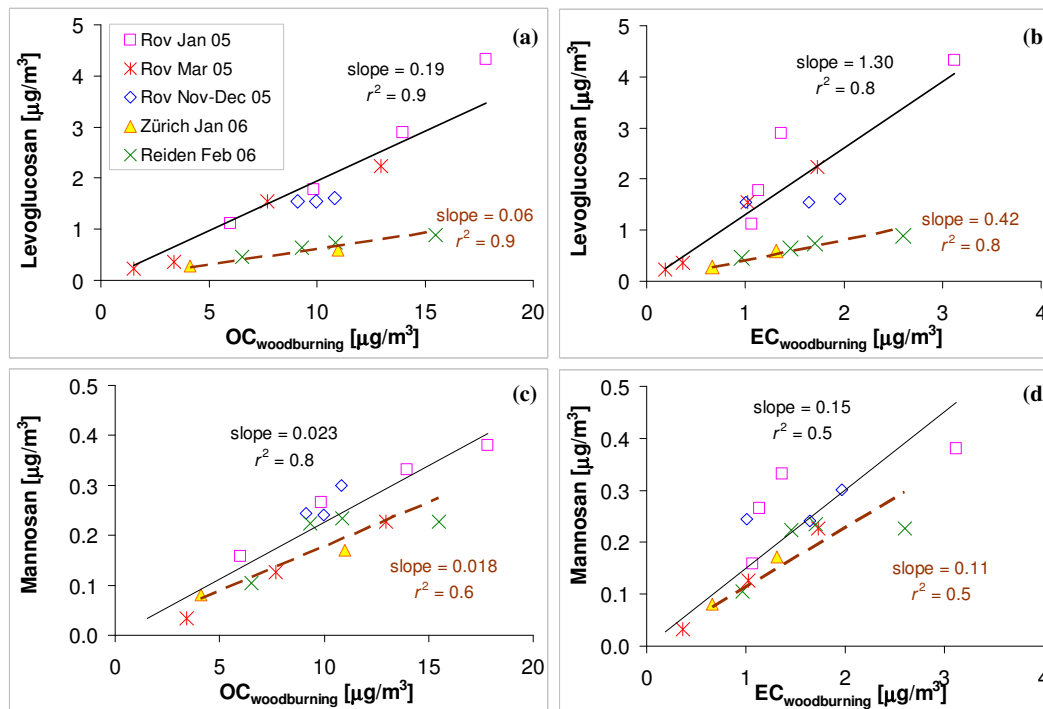 (a)
Rov Jan 05
Rov Mar 05
Rov Nov-Dec 05
Zürich Jan 06
Reiden Feb 06
slope = 0.19
r² = 0.9
slope = 0.06
r² = 0.9
Levoglucosan [µg/m³]
5
4
3
2
1
0
0 5 10 15 20
OCwoodburning [µg/m³]
(b)
slope = 1.30
r² = 0.8
slope = 0.42
r² = 0.8
Levoglucosan [µg/m³]
5
4
3
2
1
0
0 1 2 3 4
ECwoodburning [µg/m³]
(c)
slope = 0.023
r² = 0.8
slope = 0.018
r² = 0.6
Mannosan [µg/m³]
0.5
0.4
0.3
0.2
0.1
0.0
0 5 10 15 20
OCwoodburning [µg/m³]
(d)
slope = 0.15
r² = 0.5
slope = 0.11
r² = 0.5
Mannosan [µg/m³]
0.5
0.4
0.3
0.2
0.1
0.0
0 1 2 3 4
ECwoodburning [µg/m³]